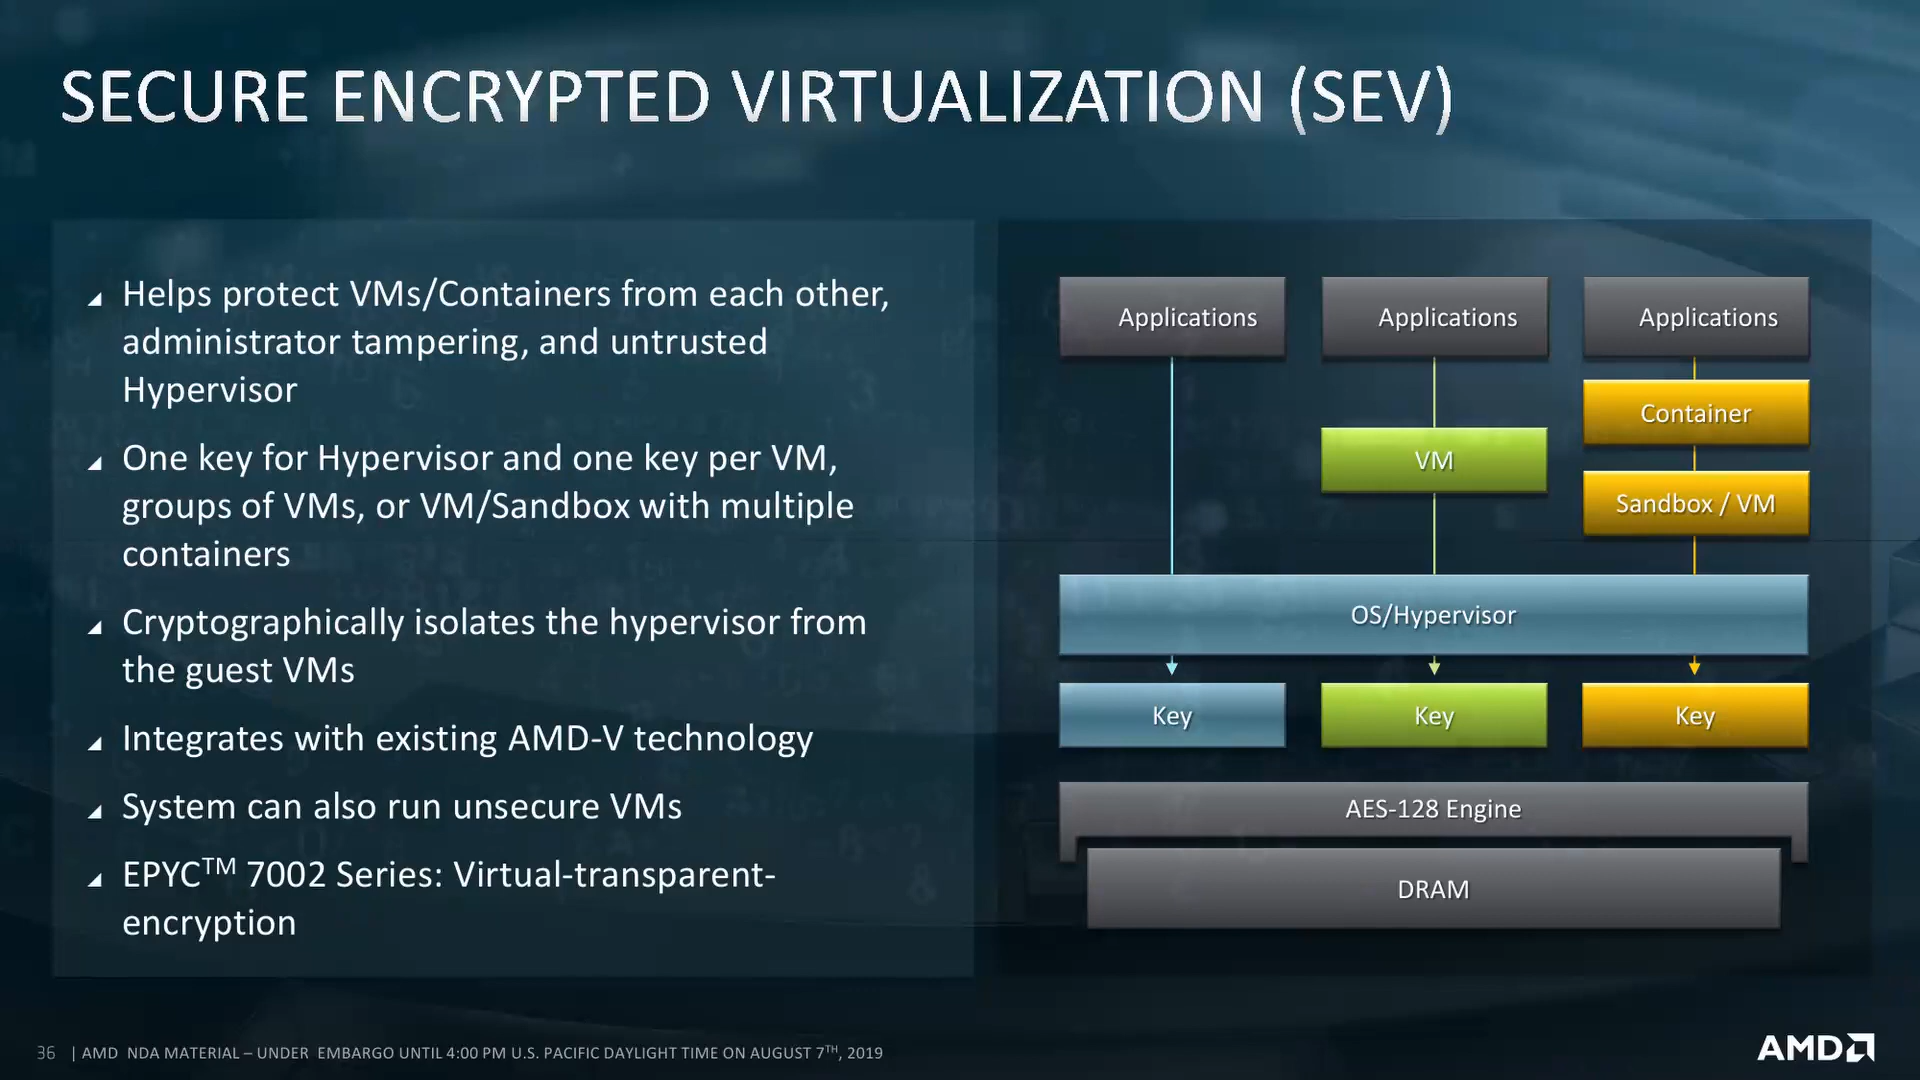 SECURE ENCRYPTED VIRTUALIZATION (SEV)
Helps protect VMs/Containers from each other,
administrator tampering, and untrusted
Hypervisor
One key for Hypervisor and one key per VM,
groups of VMs, or VM/Sandbox with multiple
containers
Cryptographically isolates the hypervisor from
the guest VMs
Integrates with existing AMD-V technology
System can also run unsecure VMs
EPYC™ 7002 Series: Virtual-transparent-
encryption
Applications
Applications
Applications
Container
VM
Sandbox / VM
OS/Hypervisor
Key
Key
Key
AES-128 Engine
DRAM
36 | AMD NDA MATERIAL – UNDER EMBARGO UNTIL 4:00 PM U.S. PACIFIC DAYLIGHT TIME ON AUGUST 7TH, 2019
AMD